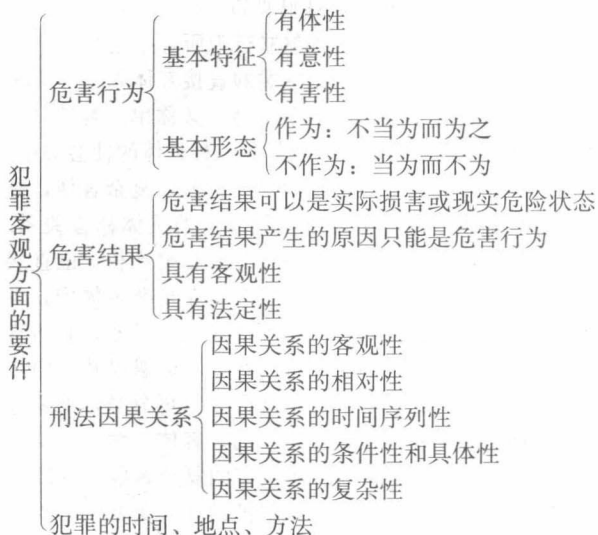 犯罪客观方面的要件
危害行为
基本特征
有体性
有意性
有害性
基本形态
作为：不当为而为之
不作为：当为而不为
危害结果
危害结果可以是实际损害或现实危险状态
危害结果产生的原因只能是危害行为
具有客观性
具有法定性
刑法因果关系
因果关系的客观性
因果关系的相对性
因果关系的时间序列性
因果关系的条件性和具体性
因果关系的复杂性
犯罪的时间、地点、方法